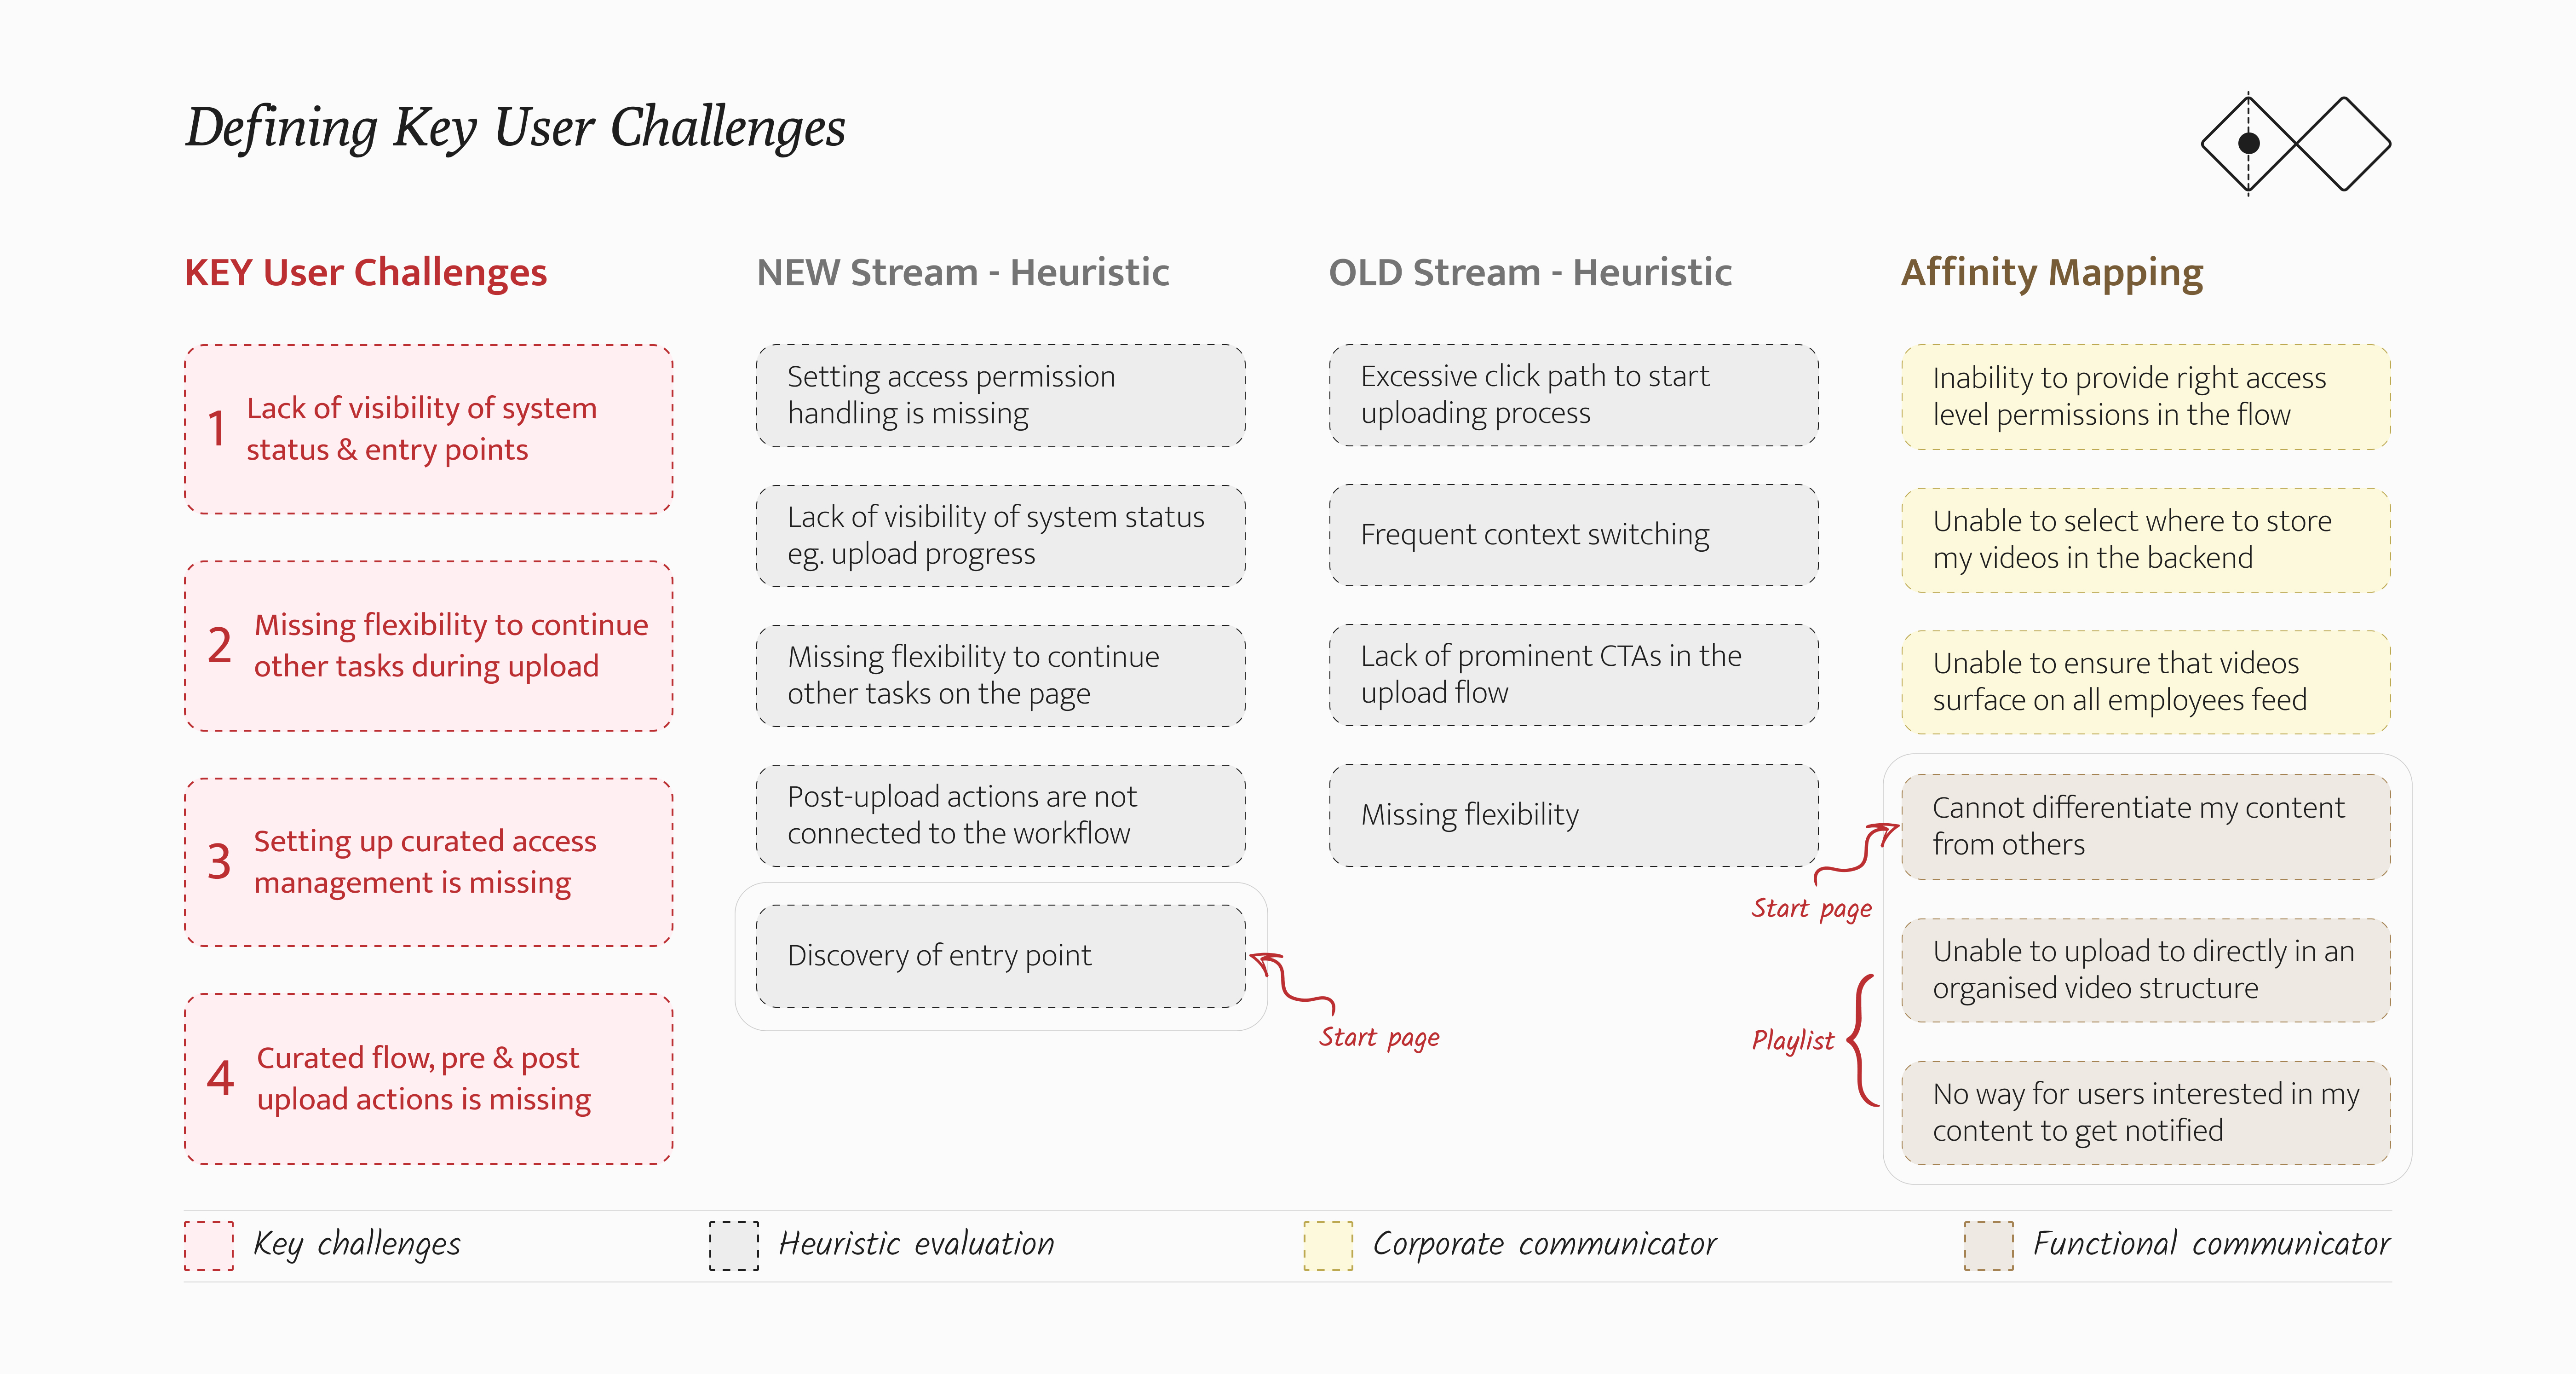 Defining Key User Challenges
KEY User Challenges
1
Lack of visibility of system
status & entry points
2
Missing flexibility to continue
other tasks during upload
3
Setting up curated access
management is missing
4
Curated flow, pre & post
upload actions is missing
NEW Stream - Heuristic
Setting access permission
handling is missing
Lack of visibility of system status
eg. upload progress
Missing flexibility to continue
other tasks on the page
Post-upload actions are not
connected to the workflow
Discovery of entry point
Start page
OLD Stream - Heuristic
Excessive click path to start
uploading process
Frequent context switching
Lack of prominent CTAs in the
upload flow
Missing flexibility
Affinity Mapping
Inability to provide right access
level permissions in the flow
Unable to select where to store
my videos in the backend
Unable to ensure that videos
surface on all employees feed
Start page
Cannot differentiate my content
from others
Playlist
Unable to upload to directly in an
organised video structure
No way for users interested in my
content to get notified
Key challenges
Heuristic evaluation
Corporate communicator
Functional communicator